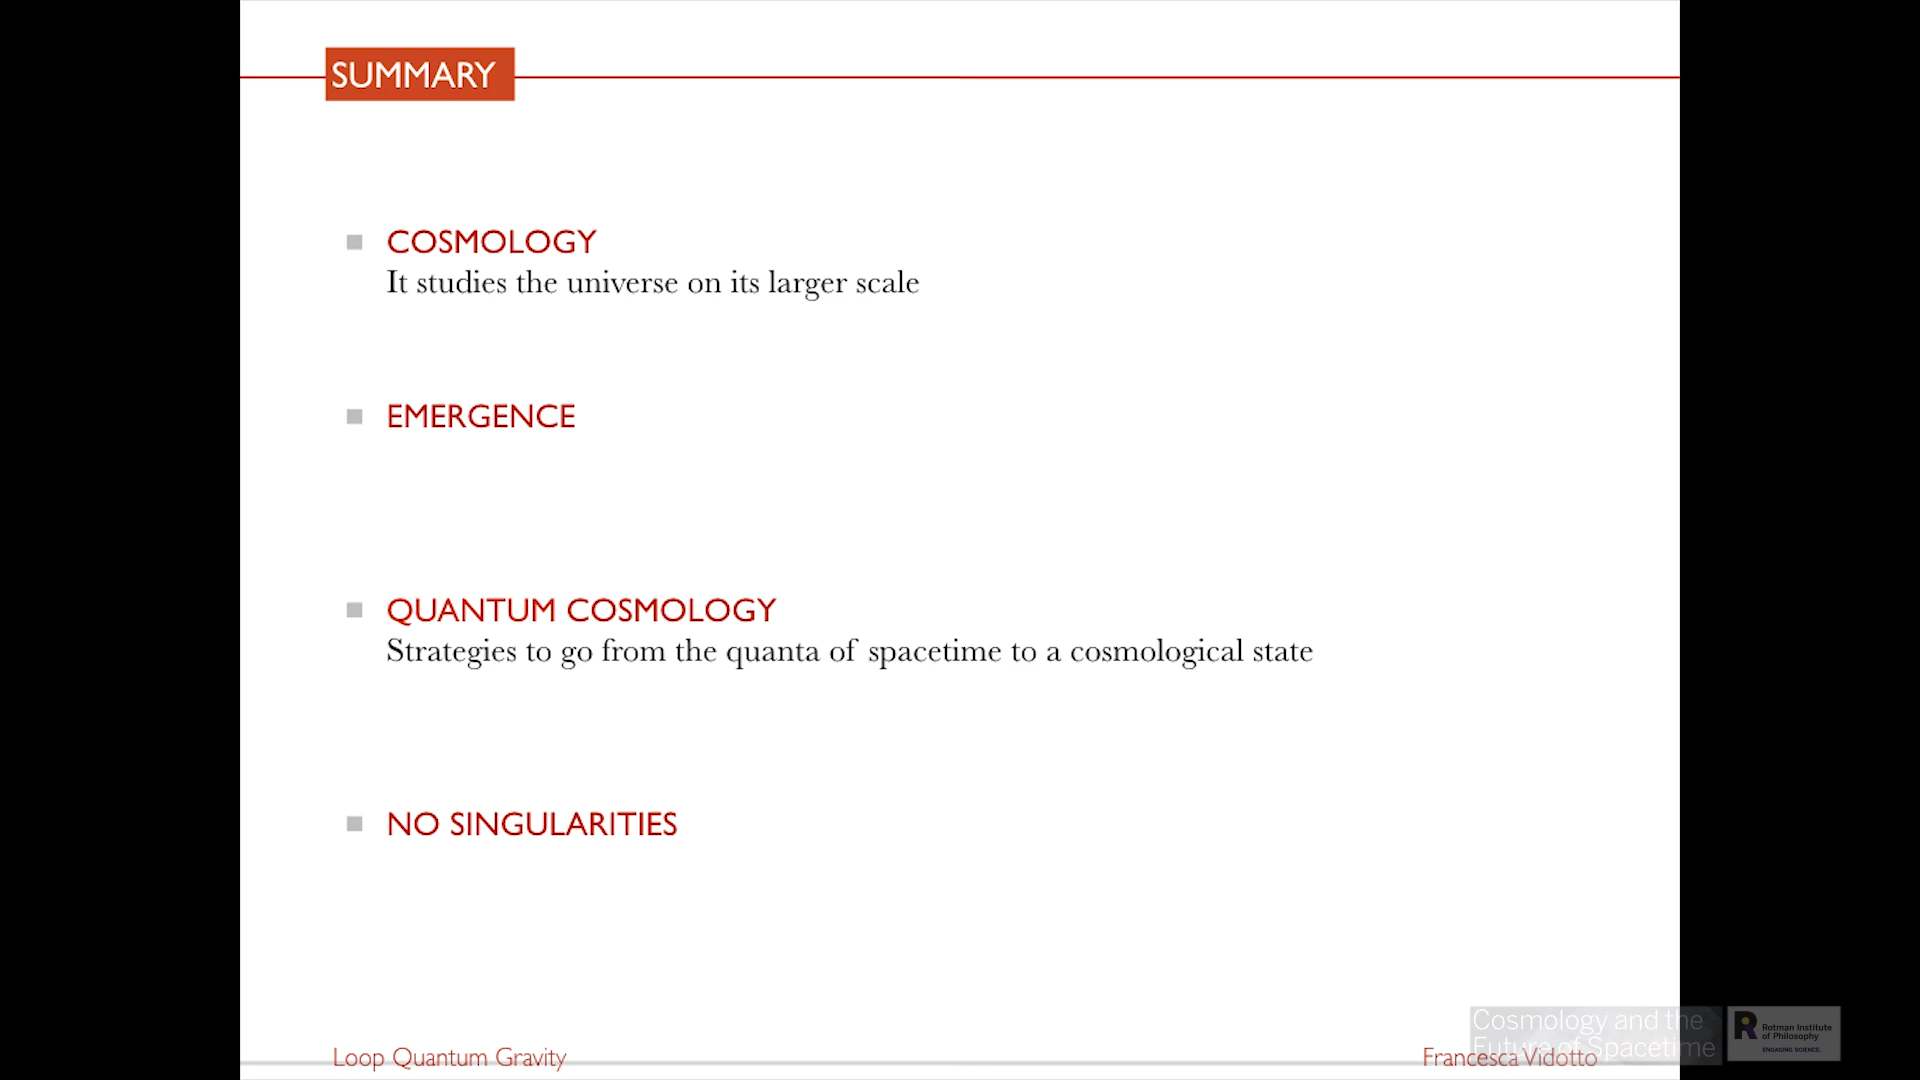 SUMMARY
COSMOLOGY
It studies the universe on its larger scale
EMERGENCE
QUANTUM COSMOLOGY
Strategies to go from the quanta of spacetime to a cosmological state
NO SINGULARITIES
Loop Quantum Gravity
Francesca Vidotto
Cosmology and the
Future of Spacetime
R
Rotman Institute
of Philosophy
ENGAGING SCIENCE.